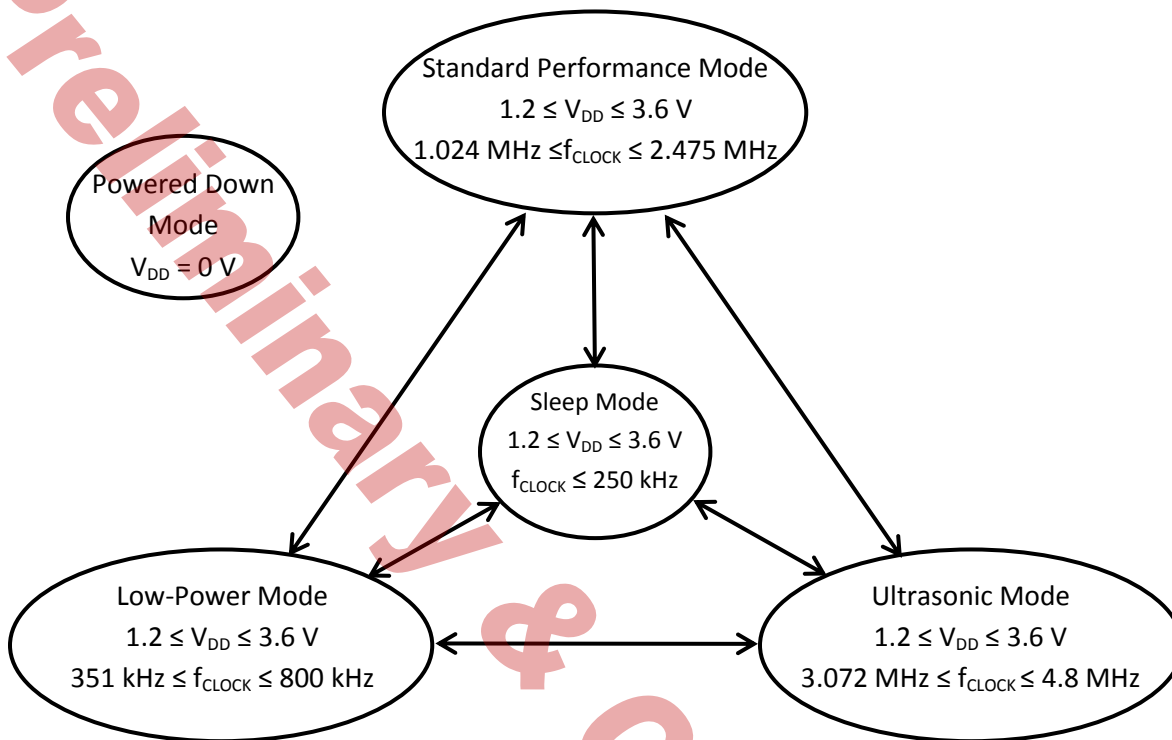 Standard Performance Mode
1.2 ≤ VDD ≤ 3.6 V
1.024 MHz ≤fCLOCK ≤ 2.475 MHz
Powered Down
Mode
VDD = 0 V
Sleep Mode
1.2 ≤ VDD ≤ 3.6 V
fCLOCK ≤ 250 kHz
Low-Power Mode
1.2 ≤ VDD ≤ 3.6 V
351 kHz ≤ fCLOCK ≤ 800 kHz
Ultrasonic Mode
1.2 ≤ VDD ≤ 3.6 V
3.072 MHz ≤ fCLOCK ≤ 4.8 MHz
Preliminary &